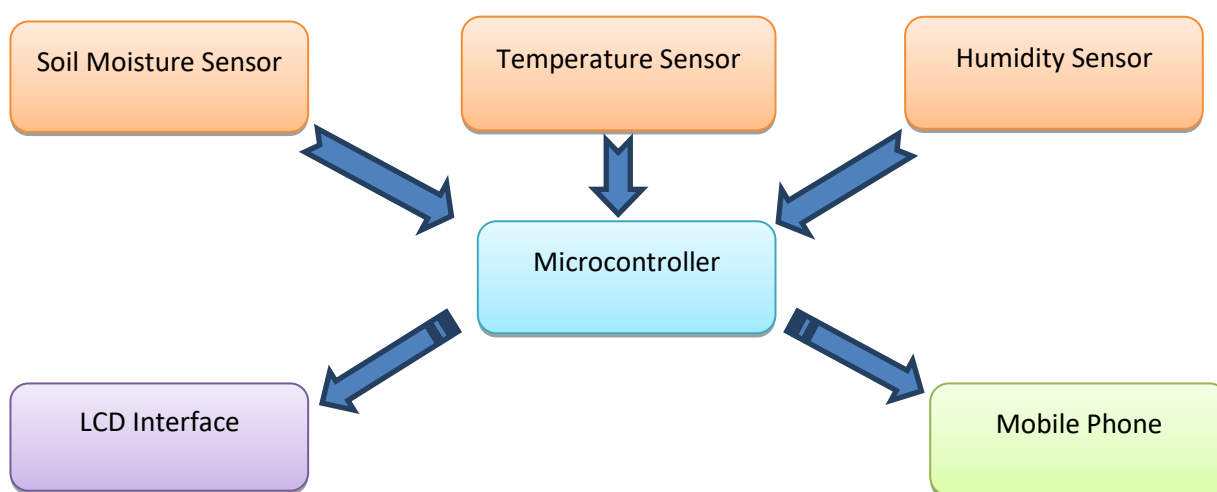 Soil Moisture Sensor
Temperature Sensor
Humidity Sensor
Microcontroller
LCD Interface
Mobile Phone